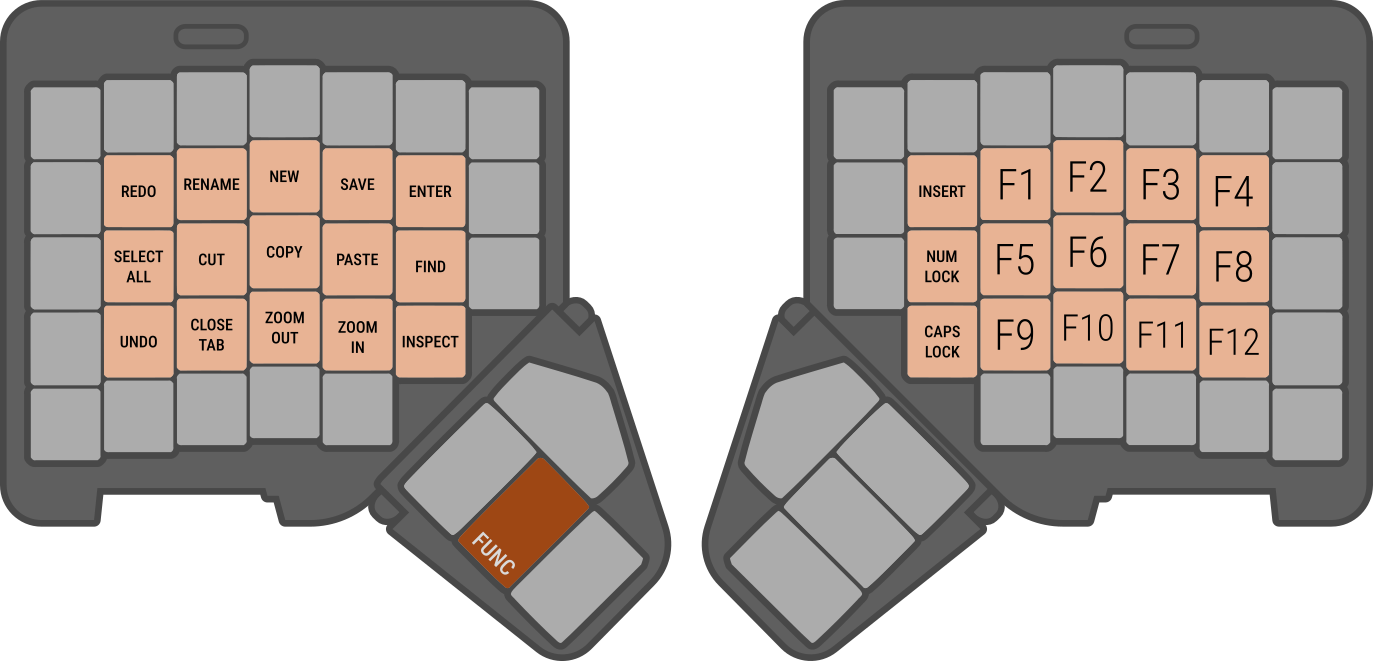 REDO
RENAME
NEW
SAVE
ENTER
SELECT
ALL
CUT
COPY
PASTE
FIND
UNDO
CLOSE
TAB
ZOOM
OUT
ZOOM
IN
INSPECT
FUNC
INSERT
F1
F2
F3
F4
NUM
LOCK
F5
F6
F7
F8
CAPS
LOCK
F9
F10
F11
F12